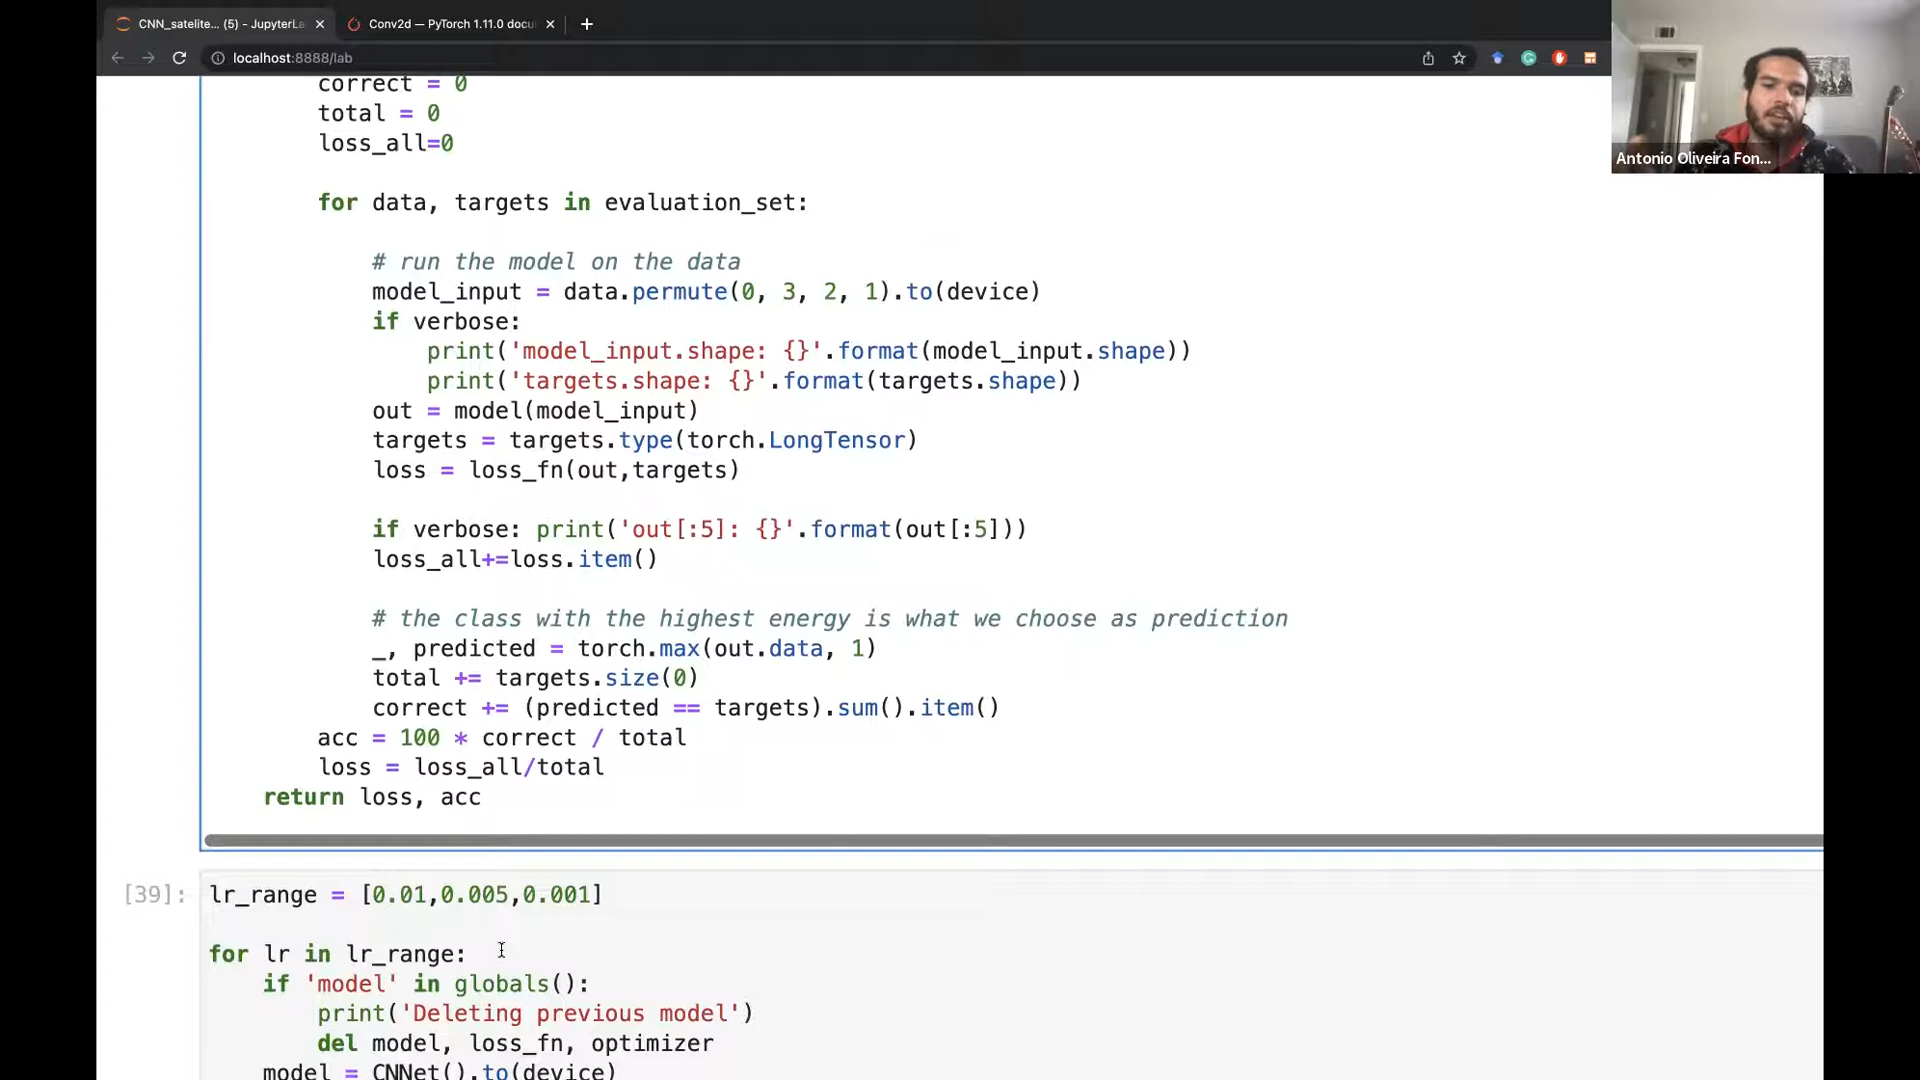 CNN_satelite... (5) - JupyterLa
Conv2d — PyTorch 1.11.0 docu
localhost:8888/lab
Antonio Oliveira Fon...
correct = 0
total = 0
loss_all=0
for data, targets in evaluation_set:
# run the model on the data
model_input = data.permute(0, 3, 2, 1).to(device)
if verbose:
print('model_input.shape: {}'.format(model_input.shape))
print('targets.shape: {}'.format(targets.shape))
out = model(model_input)
targets = targets.type(torch.LongTensor)
loss = loss_fn(out,targets)
if verbose: print('out[:5]: {}'.format(out[:5]))
loss_all+=loss.item()
# the class with the highest energy is what we choose as prediction
_, predicted = torch.max(out.data, 1)
total += targets.size(0)
correct += (predicted == targets).sum().item()
acc = 100 * correct / total
loss = loss_all/total
return loss, acc
[39]:
lr_range = [0.01,0.005,0.001]
for lr in lr_range:
if 'model' in globals():
print('Deleting previous model')
del model, loss_fn, optimizer
model = CNNet().to(device)